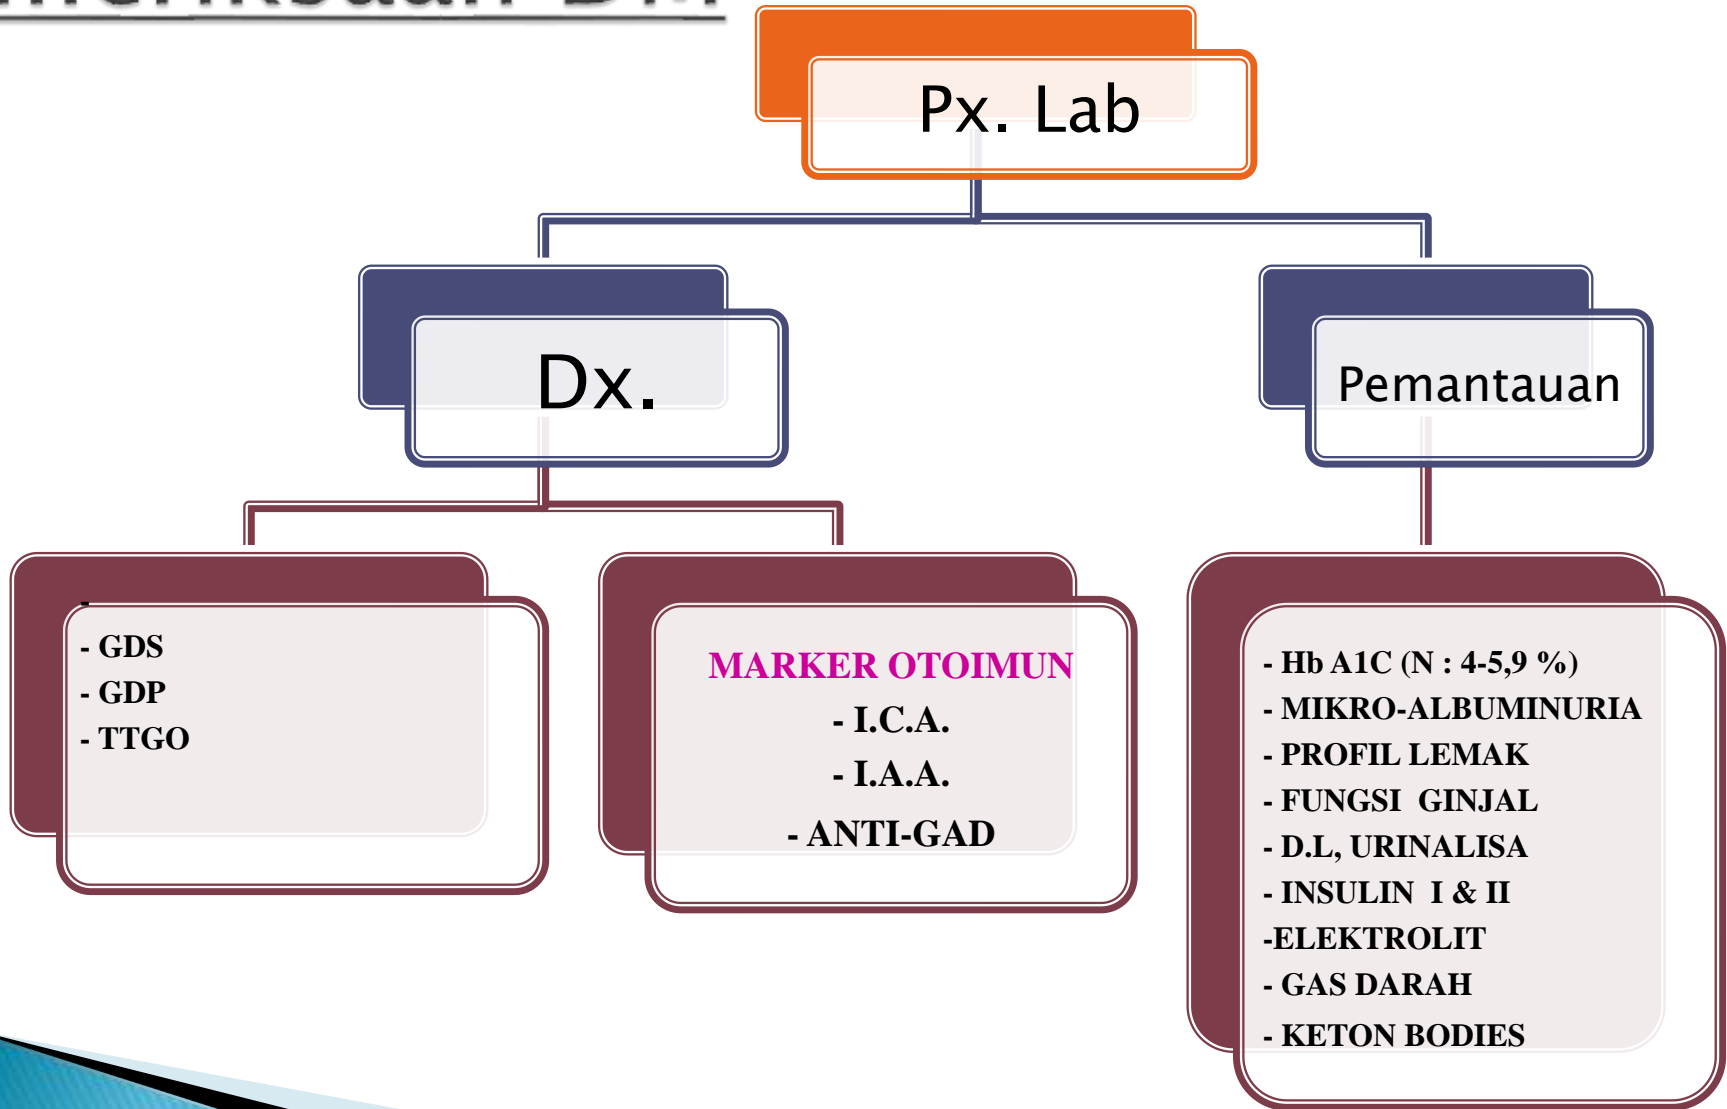 DM
Px. Lab
Dx.
Pemantauan
-
- GDS
- GDP
- TTGO
MARKER OTOIMUN
- I.C.A.
- I.A.A.
- ANTI-GAD
- Hb A1C (N : 4-5,9 %)
- MIKRO-ALBUMINURIA
- PROFIL LEMAK
- FUNGSI GINJAL
- D.L, URINALISA
- INSULIN I & II
-ELEKTROLIT
- GAS DARAH
- KETON BODIES